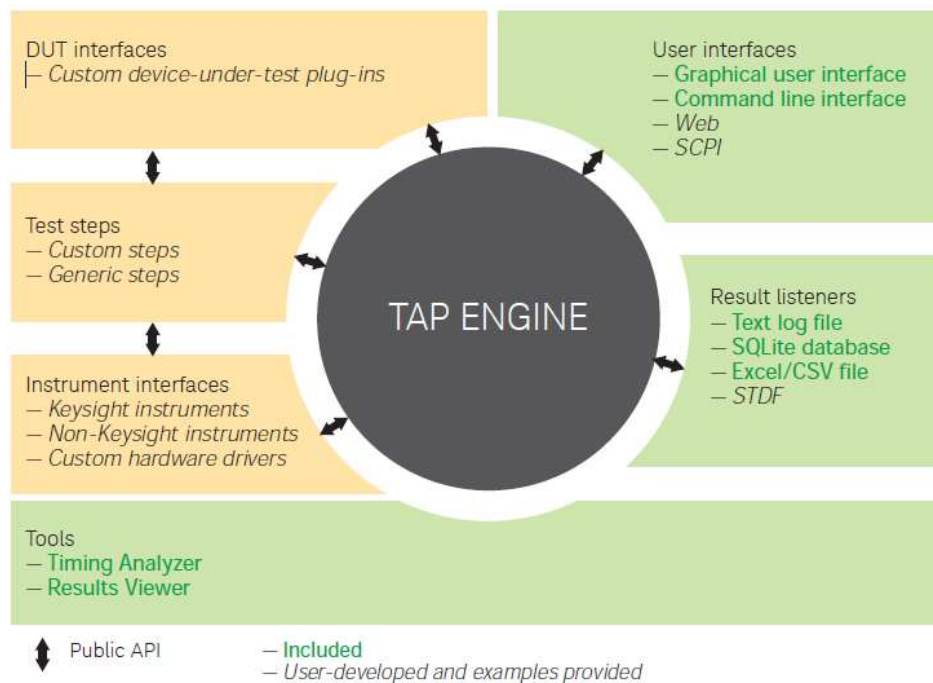 DUT interfaces
— Custom device-under-test plug-ins
User interfaces
— Graphical user interface
— Command line interface
— Web
— SCPI
Test steps
— Custom steps
— Generic steps
TAP ENGINE
Result listeners
— Text log file
— SQLite database
— Excel/CSV file
— STDF
Instrument interfaces
— Keysight instruments
— Non-Keysight instruments
— Custom hardware drivers
Tools
— Timing Analyzer
— Results Viewer
Public API
— Included
— User-developed and examples provided